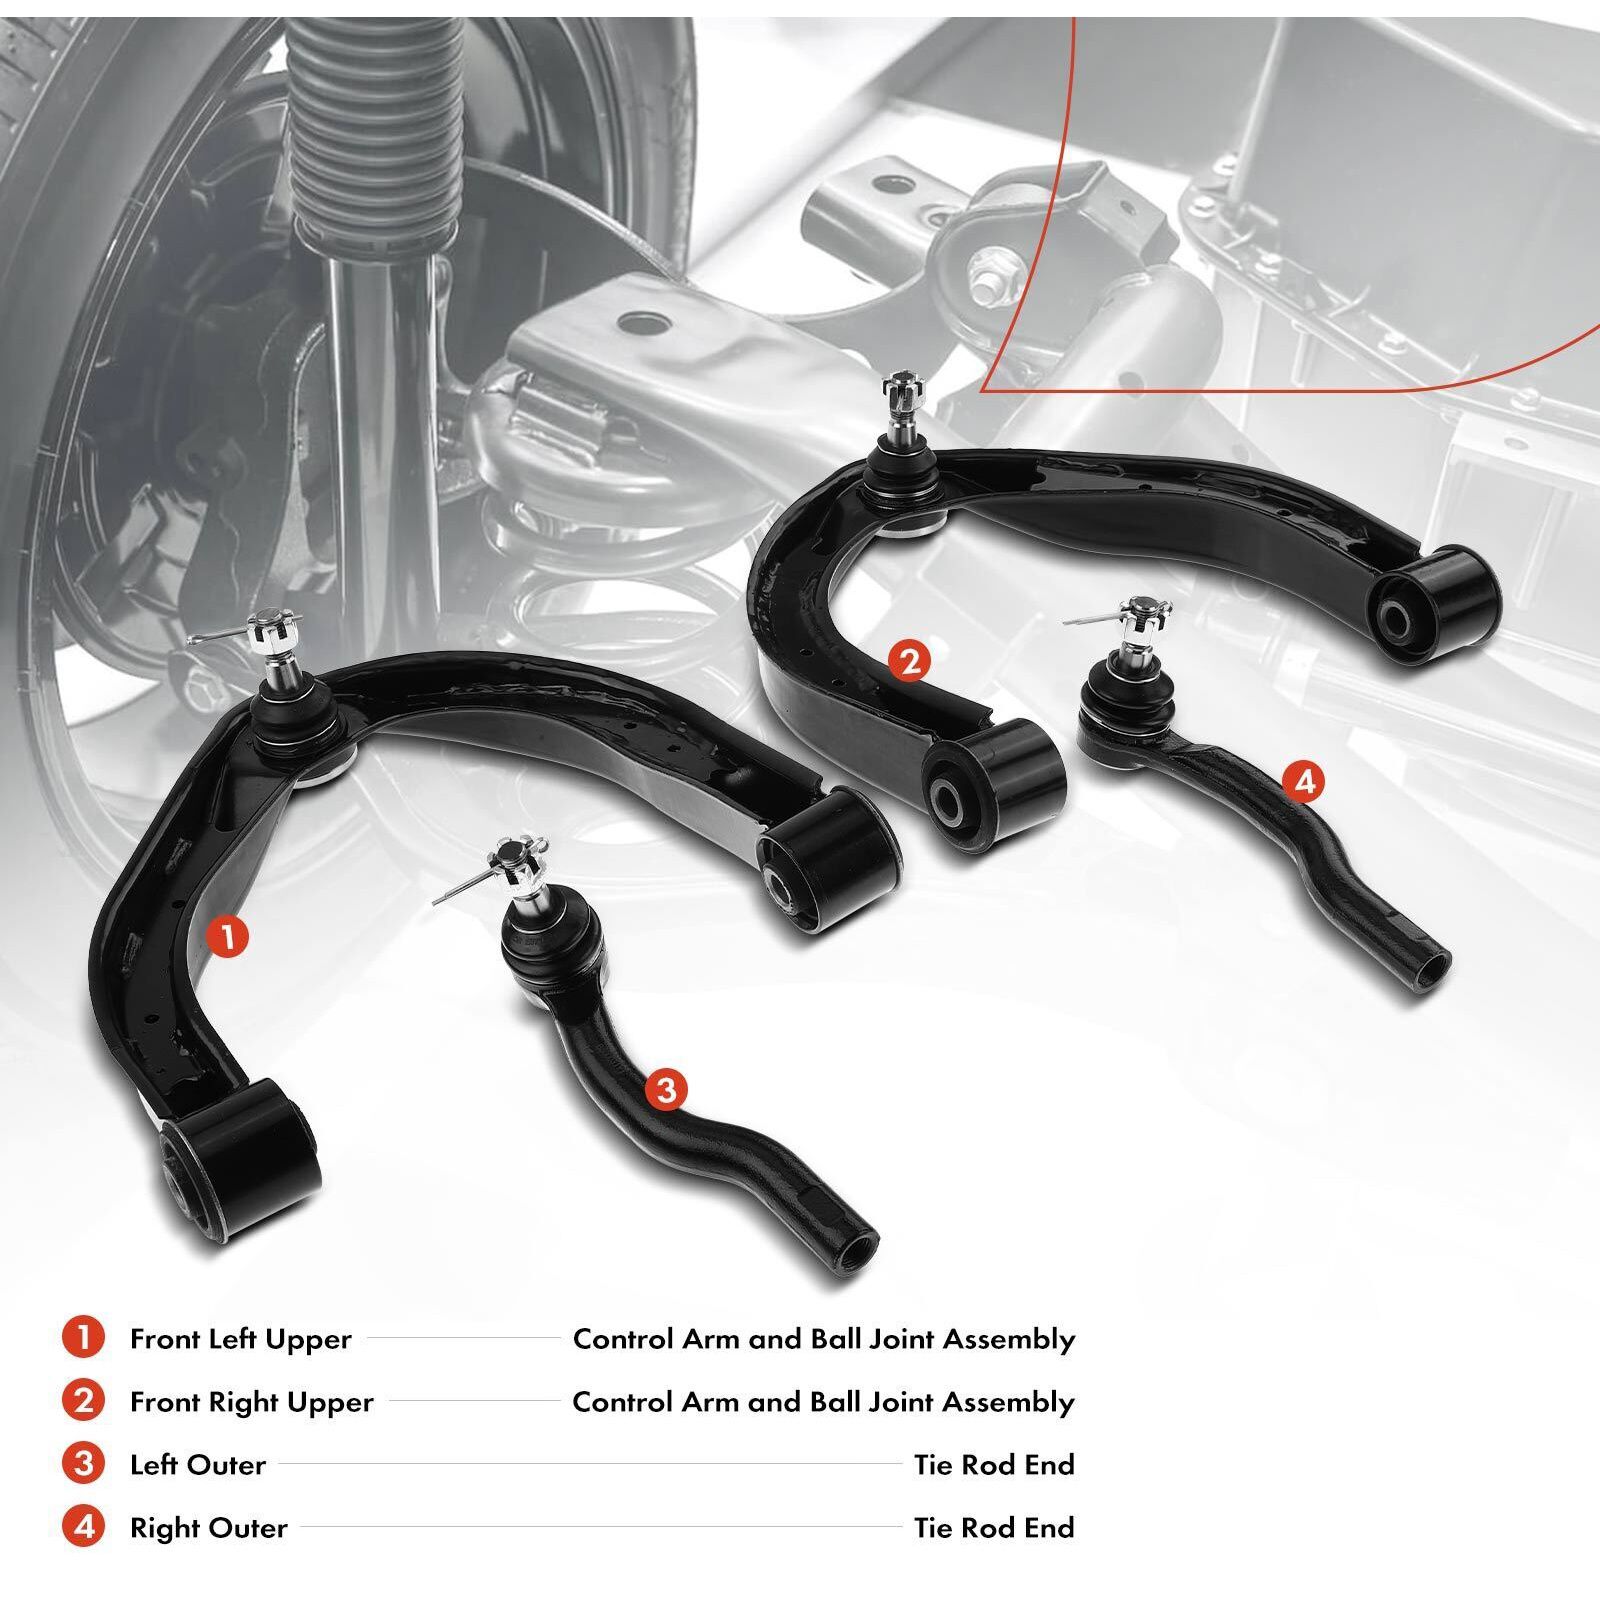 2
4
1
3
1 Front Left Upper Control Arm and Ball Joint Assembly
2 Front Right Upper Control Arm and Ball Joint Assembly
3 Left Outer Tie Rod End
4 Right Outer Tie Rod End